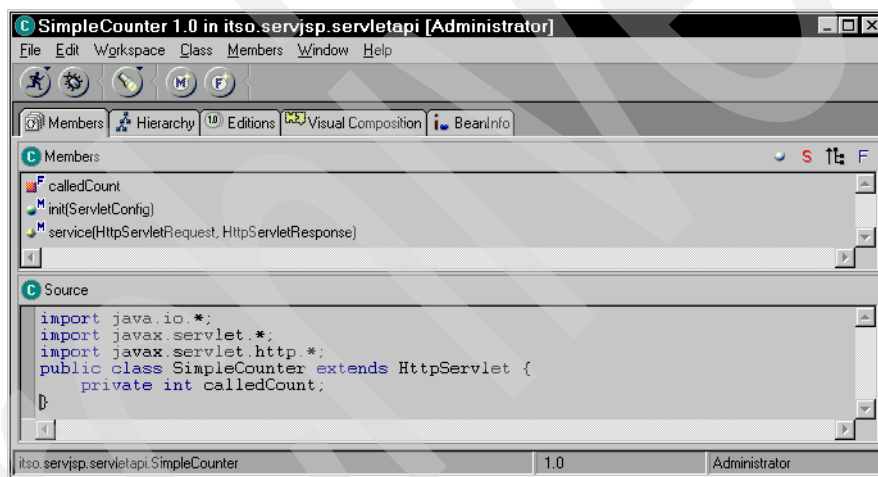 SimpleCounter 1.0 in itso.servjsp.servletapi [Administrator]
File Edit Workspace Class Members Window Help
M F
Members Hierarchy 1.0 Editions Visual Composition i BeanInfo
C Members S F
F calledCount
M init(ServletConfig)
M service(HttpServletRequest, HttpServletResponse)
C Source
import java.io.*;
import javax.servlet.*;
import javax.servlet.http.*;
public class SimpleCounter extends HttpServlet {
private int calledCount;
}
itso.servjsp.servletapi.SimpleCounter 1.0 Administrator